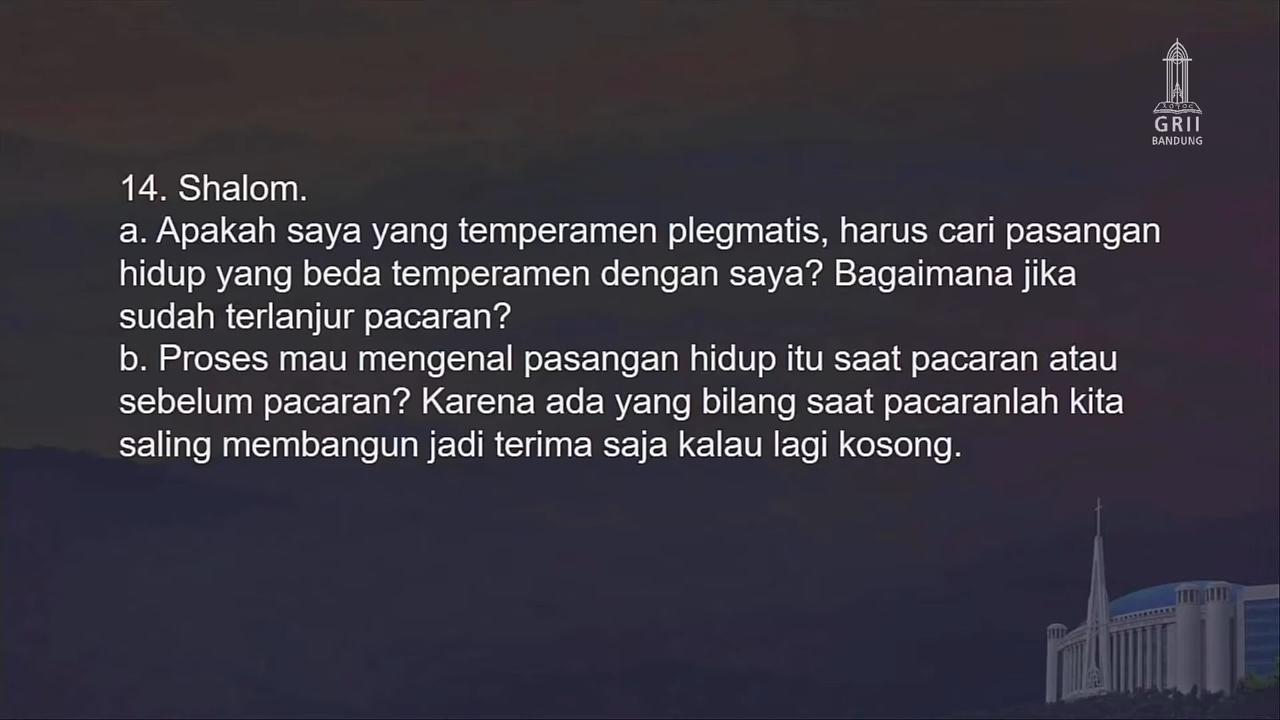 GRII
BANDUNG
14. Shalom.
a. Apakah saya yang temperamen plegmatis, harus cari pasangan
hidup yang beda temperamen dengan saya? Bagaimana jika
sudah terlanjur pacaran?
b. Proses mau mengenal pasangan hidup itu saat pacaran atau
sebelum pacaran? Karena ada yang bilang saat pacaranlah kita
saling membangun jadi terima saja kalau lagi kosong.